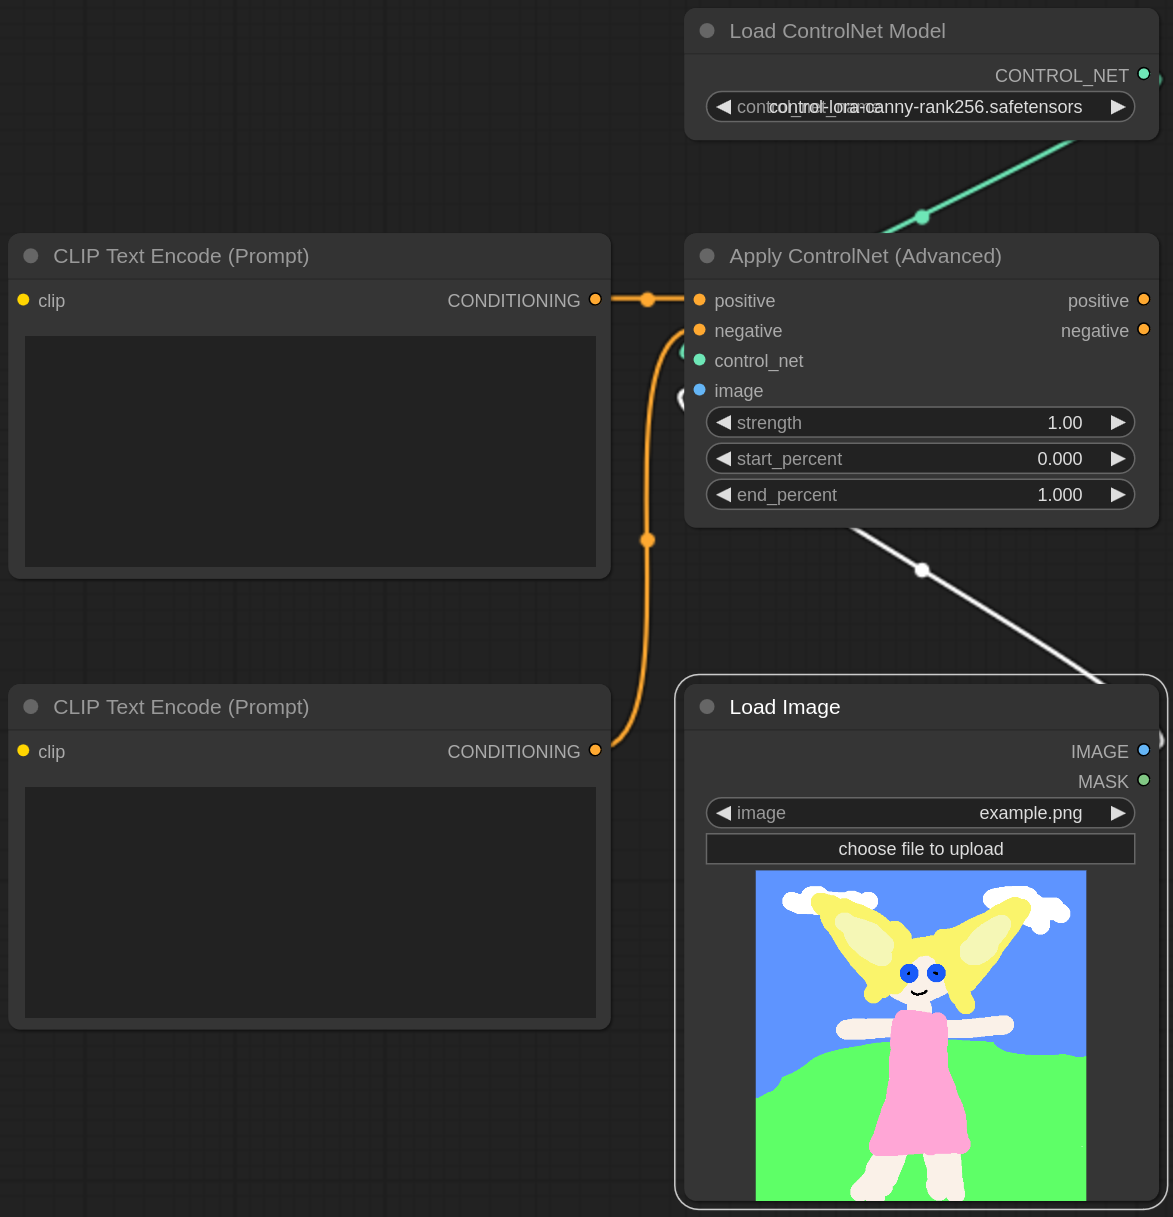 Load ControlNet Model
CONTROL_NET
control-lora-canny-rank256.safetensors
CLIP Text Encode (Prompt)
clip CONDITIONING
Apply ControlNet (Advanced)
positive positive
negative negative
control_net
image
strength 1.00
start_percent 0.000
end_percent 1.000
CLIP Text Encode (Prompt)
clip CONDITIONING
Load Image
IMAGE
MASK
image example.png
choose file to upload